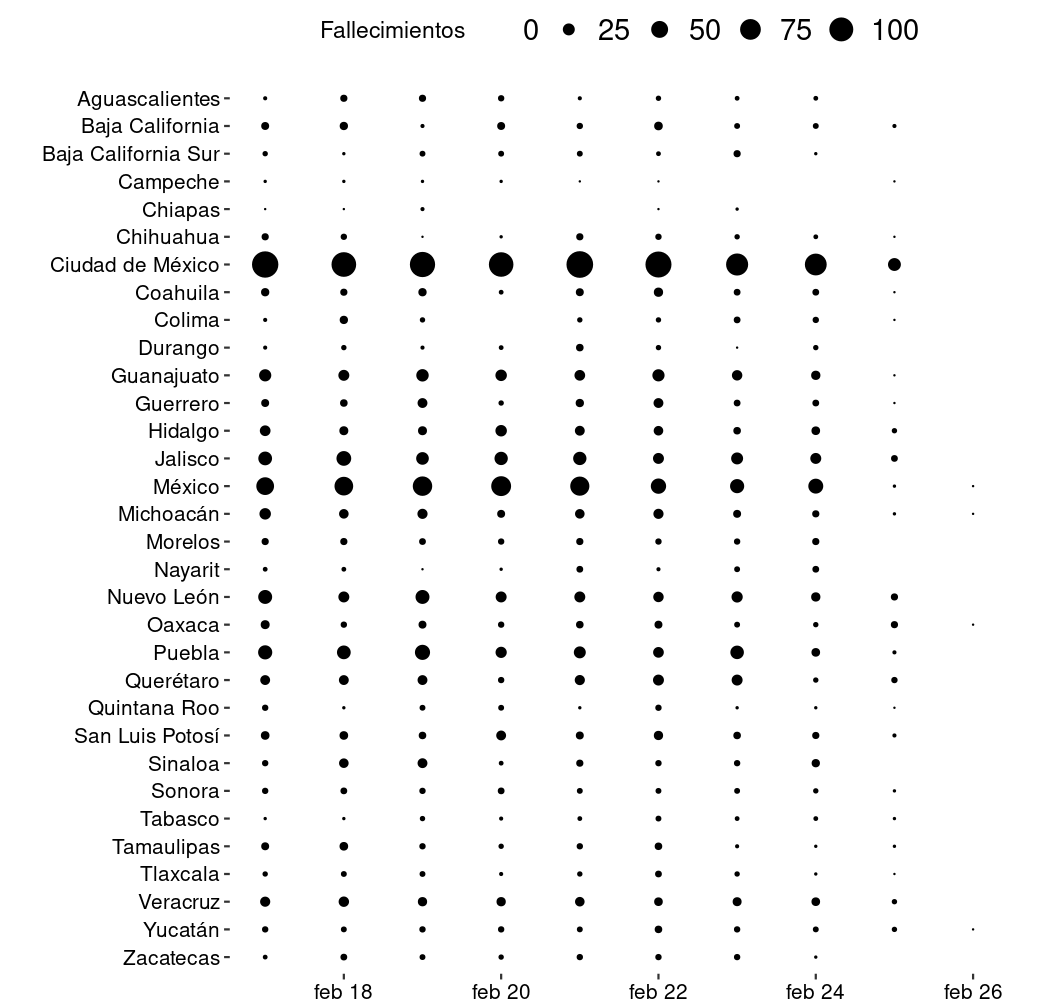 Fallecimientos 0 25 50 75 100
Aguascalientes
Baja California
Baja California Sur
Campeche
Chiapas
Chihuahua
Ciudad de México
Coahuila
Colima
Durango
Guanajuato
Guerrero
Hidalgo
Jalisco
México
Michoacán
Morelos
Nayarit
Nuevo León
Oaxaca
Puebla
Querétaro
Quintana Roo
San Luis Potosí
Sinaloa
Sonora
Tabasco
Tamaulipas
Tlaxcala
Veracruz
Yucatán
Zacatecas
feb 18 feb 20 feb 22 feb 24 feb 26